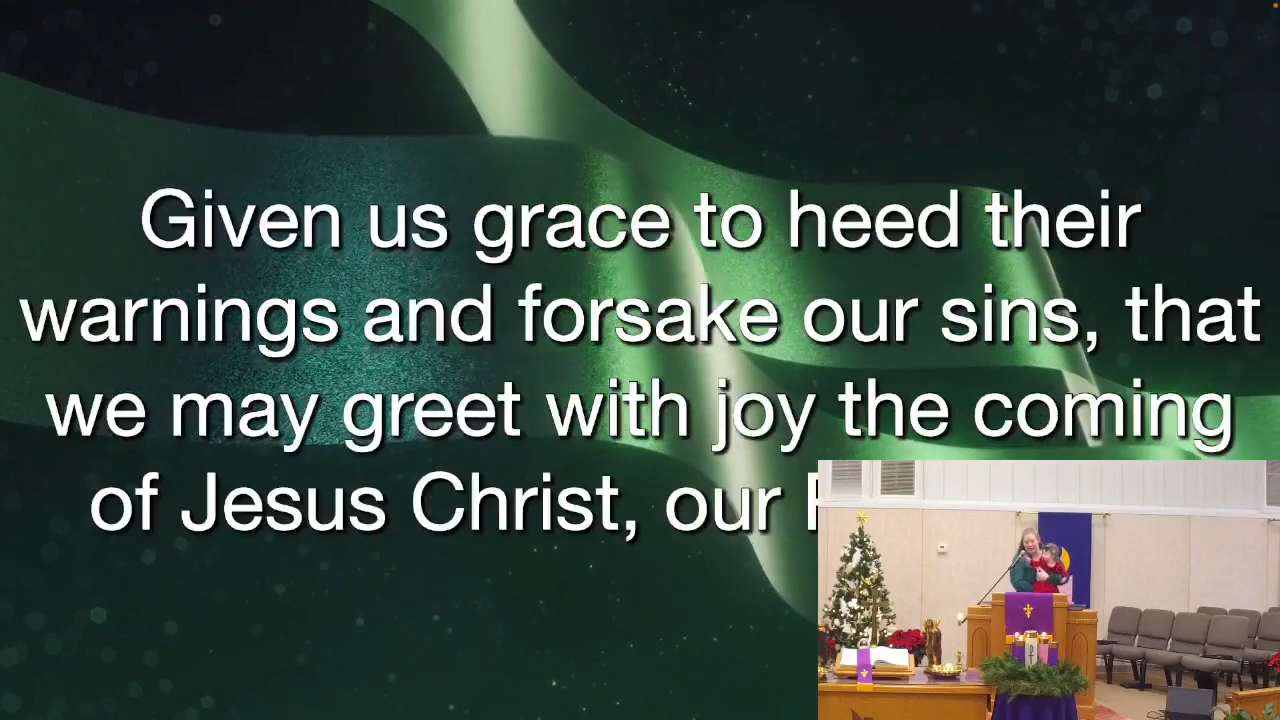 Given us grace to heed their
warnings and forsake our sins, that
we may greet with joy the coming
of Jesus Christ, our